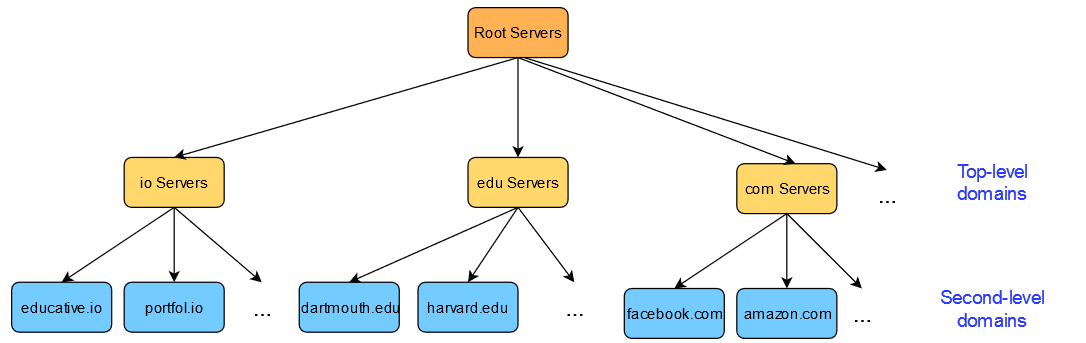 Root Servers
io Servers
edu Servers
com Servers
...
Top-level
domains
educative.io
portfol.io
...
dartmouth.edu
harvard.edu
...
facebook.com
amazon.com
...
Second-level
domains